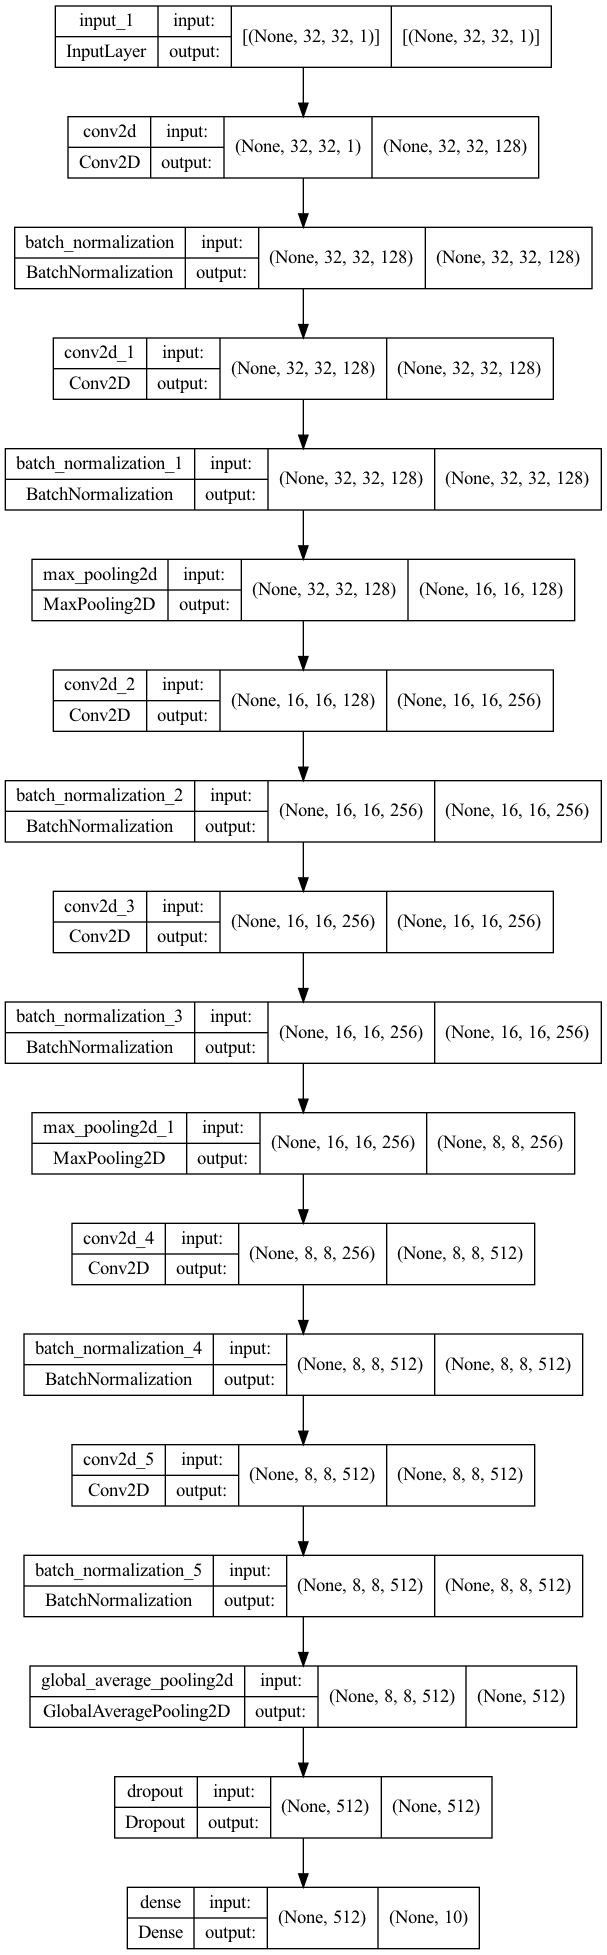 input_1 input: [(None, 32, 32, 1)] [(None, 32, 32, 1)]
InputLayer output:
conv2d input: (None, 32, 32, 1) (None, 32, 32, 128)
Conv2D output:
batch_normalization input: (None, 32, 32, 128) (None, 32, 32, 128)
BatchNormalization output:
conv2d_1 input: (None, 32, 32, 128) (None, 32, 32, 128)
Conv2D output:
batch_normalization_1 input: (None, 32, 32, 128) (None, 32, 32, 128)
BatchNormalization output:
max_pooling2d input: (None, 32, 32, 128) (None, 16, 16, 128)
MaxPooling2D output:
conv2d_2 input: (None, 16, 16, 128) (None, 16, 16, 256)
Conv2D output:
batch_normalization_2 input: (None, 16, 16, 256) (None, 16, 16, 256)
BatchNormalization output:
conv2d_3 input: (None, 16, 16, 256) (None, 16, 16, 256)
Conv2D output:
batch_normalization_3 input: (None, 16, 16, 256) (None, 16, 16, 256)
BatchNormalization output:
max_pooling2d_1 input: (None, 16, 16, 256) (None, 8, 8, 256)
MaxPooling2D output:
conv2d_4 input: (None, 8, 8, 256) (None, 8, 8, 512)
Conv2D output:
batch_normalization_4 input: (None, 8, 8, 512) (None, 8, 8, 512)
BatchNormalization output:
conv2d_5 input: (None, 8, 8, 512) (None, 8, 8, 512)
Conv2D output:
batch_normalization_5 input: (None, 8, 8, 512) (None, 8, 8, 512)
BatchNormalization output:
global_average_pooling2d input: (None, 8, 8, 512) (None, 512)
GlobalAveragePooling2D output:
dropout input: (None, 512) (None, 512)
Dropout output:
dense input: (None, 512) (None, 10)
Dense output: